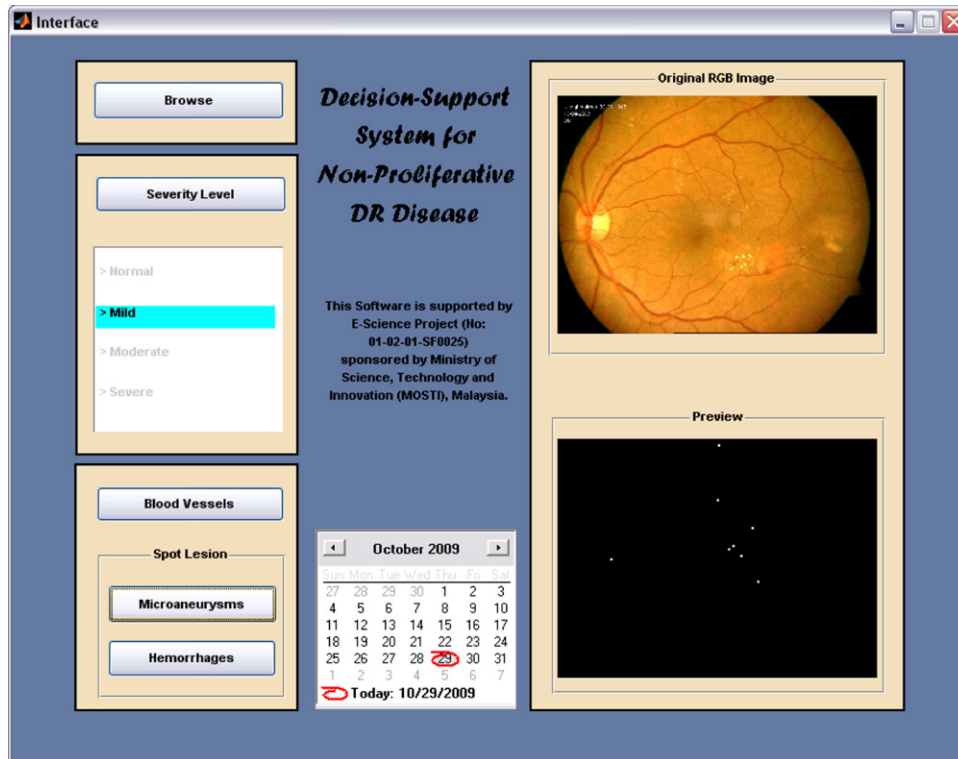 Interface
Browse
Severity Level
> Normal
> Mild
> Moderate
> Severe
Blood Vessels
Spot Lesion
Microaneurysms
Hemorrhages
Decision-Support
System for
Non-Proliferative
DR Disease
This Software is supported by
E-Science Project (No:
01-02-01-SF0025)
sponsored by Ministry of
Science, Technology and
Innovation (MOSTI), Malaysia.
October 2009
Sun Mon Tue Wed Thu Fri Sat
27 28 29 30 1 2 3
4 5 6 7 8 9 10
11 12 13 14 15 16 17
18 19 20 21 22 23 24
25 26 27 28 29 30 31
1 2 3 4 5 6 7
Today: 10/29/2009
Original RGB Image
Preview